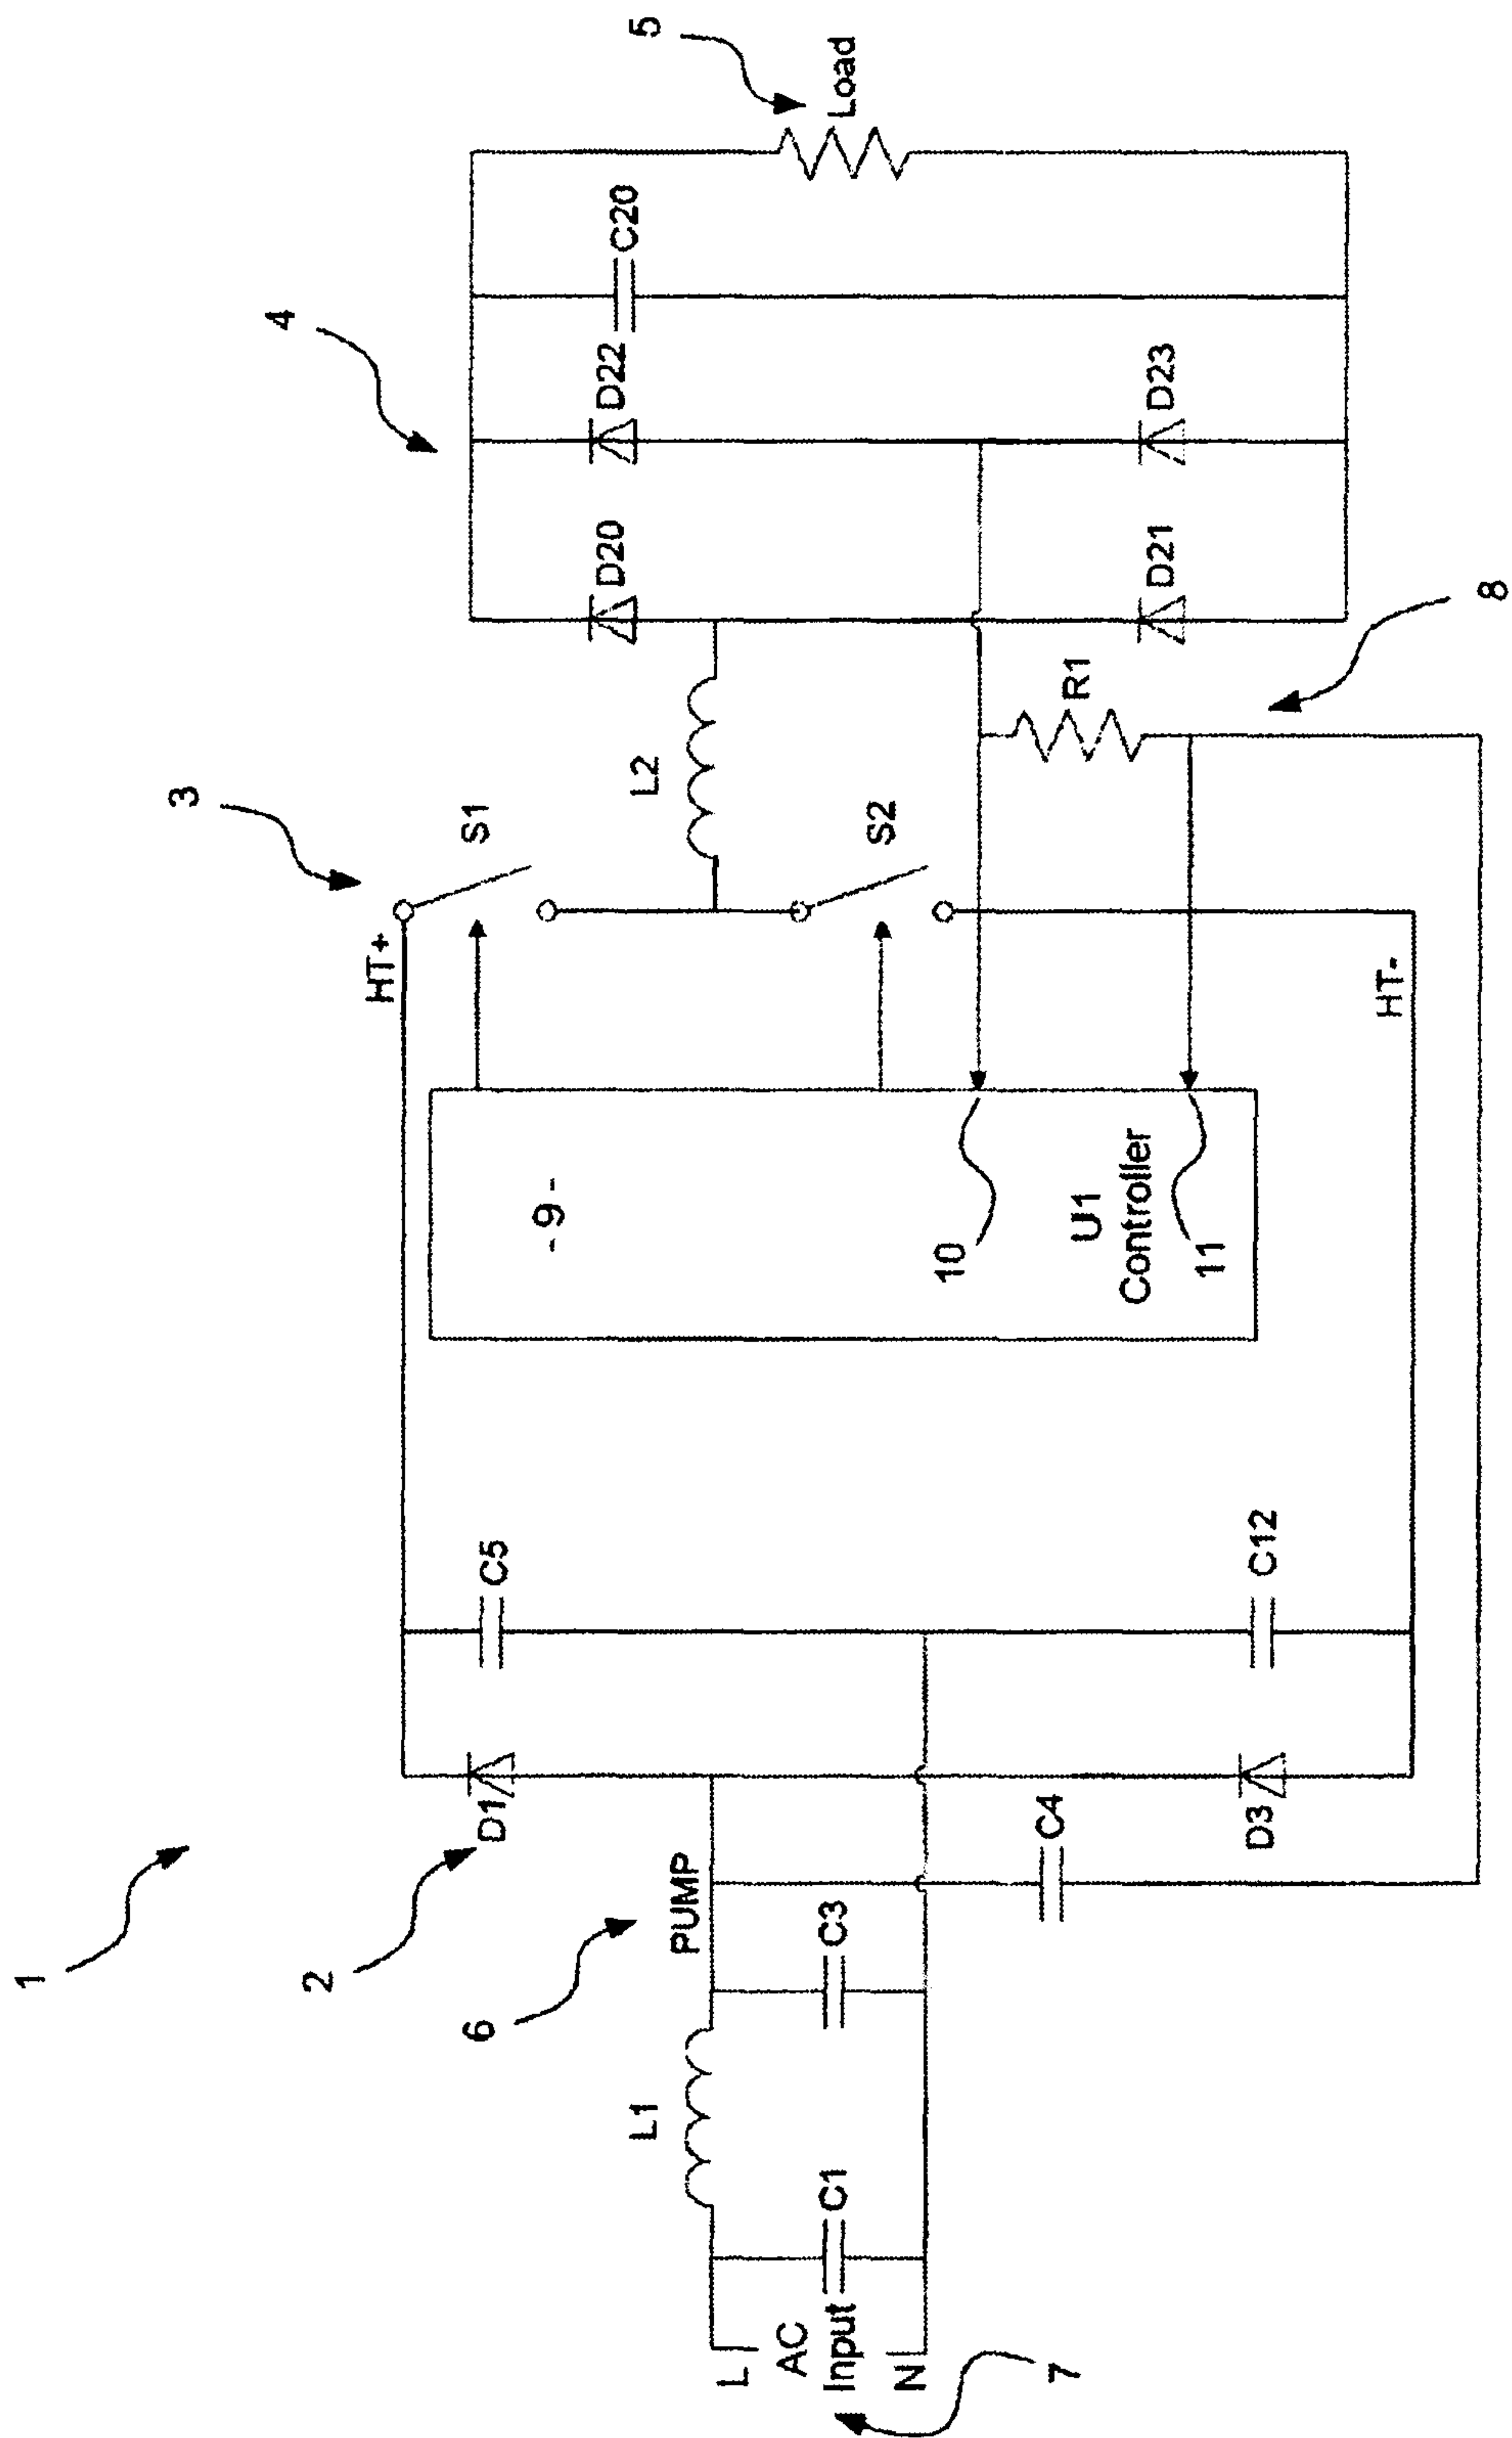 1
2
3
4
5
6
HT+
S1
D20
D22
C20
Load
D1
C5
-9-
L2
L1
PUMP
L
AC
Input
N
C1
C3
C4
10
S2
U1
Controller
11
R1
D21
D23
D3
C12
HT-
7
8